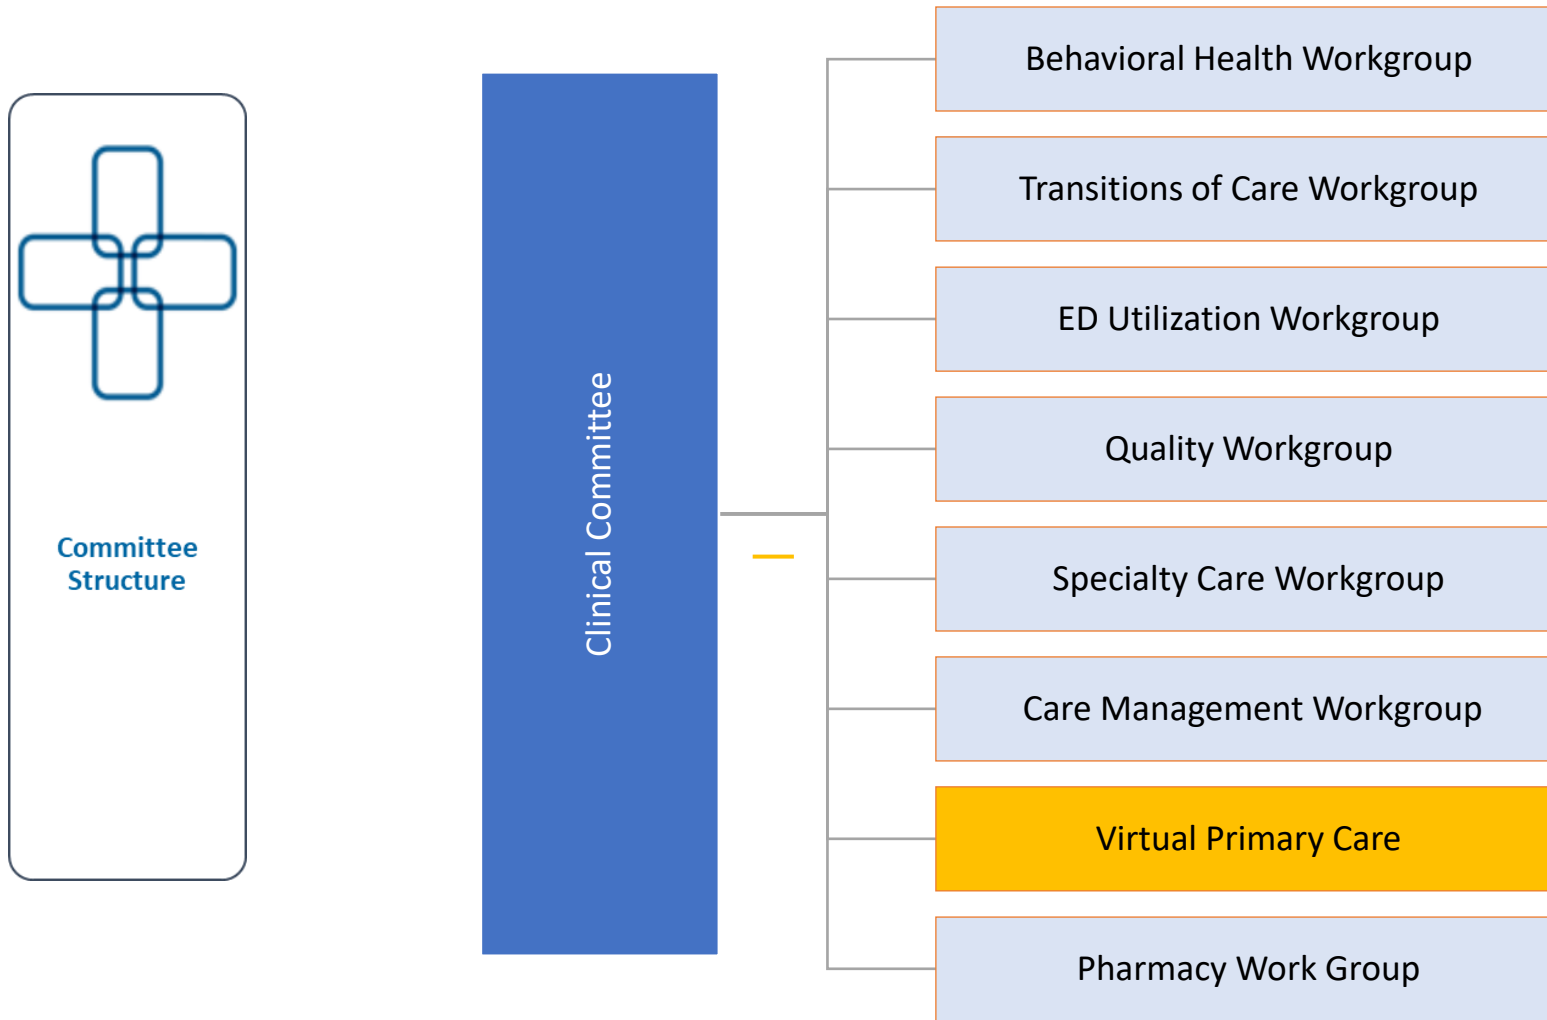 Committee
Structure
Clinical Committee
Behavioral Health Workgroup
Transitions of Care Workgroup
ED Utilization Workgroup
Quality Workgroup
Specialty Care Workgroup
Care Management Workgroup
Virtual Primary Care
Pharmacy Work Group